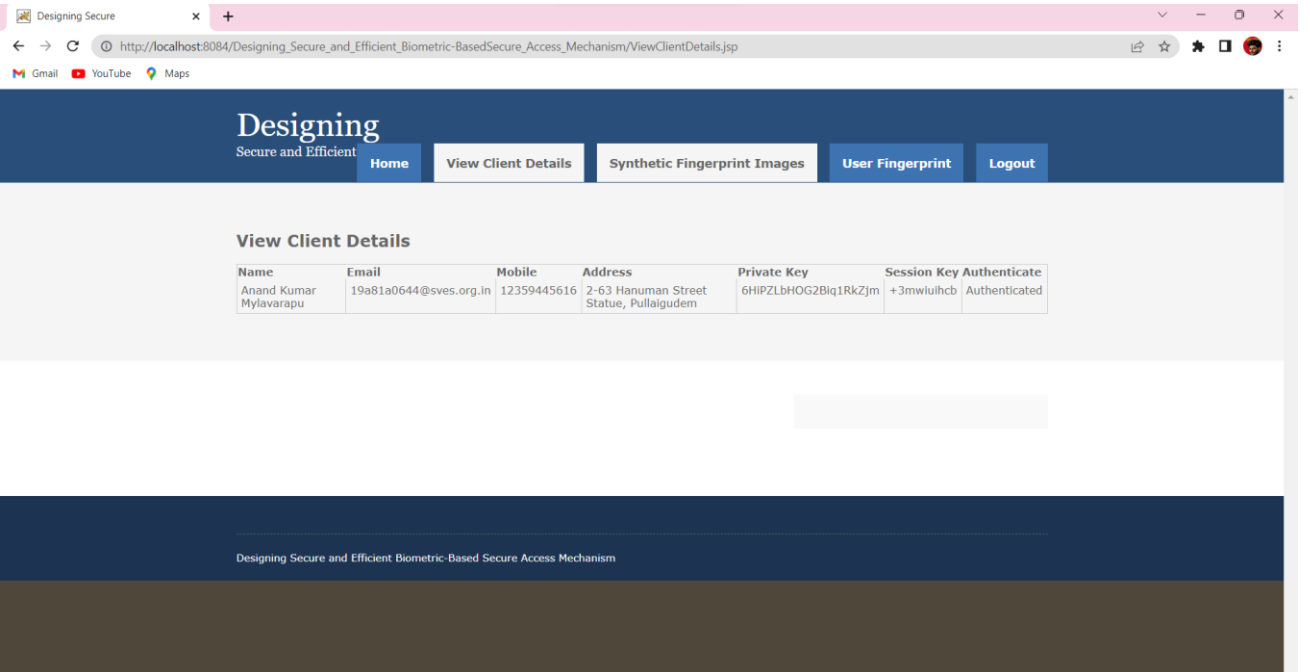 Designing Secure
http://localhost:8084/Designing_Secure_and_Efficient_Biometric-BasedSecure_Access_Mechanism/ViewClientDetails.jsp
Gmail YouTube Maps
Designing
Secure and Efficient
Home View Client Details Synthetic Fingerprint Images User Fingerprint Logout
View Client Details
Name Email Mobile Address Private Key Session Key Authenticate
Anand Kumar 19a81a0644@sves.org.in 12359445616 2-63 Hanuman Street 6HiPZLbHOG2Biq1RkZjm +3mwiuihcb Authenticated
Mylavarapu Statue, Pullaigudem
Designing Secure and Efficient Biometric-Based Secure Access Mechanism